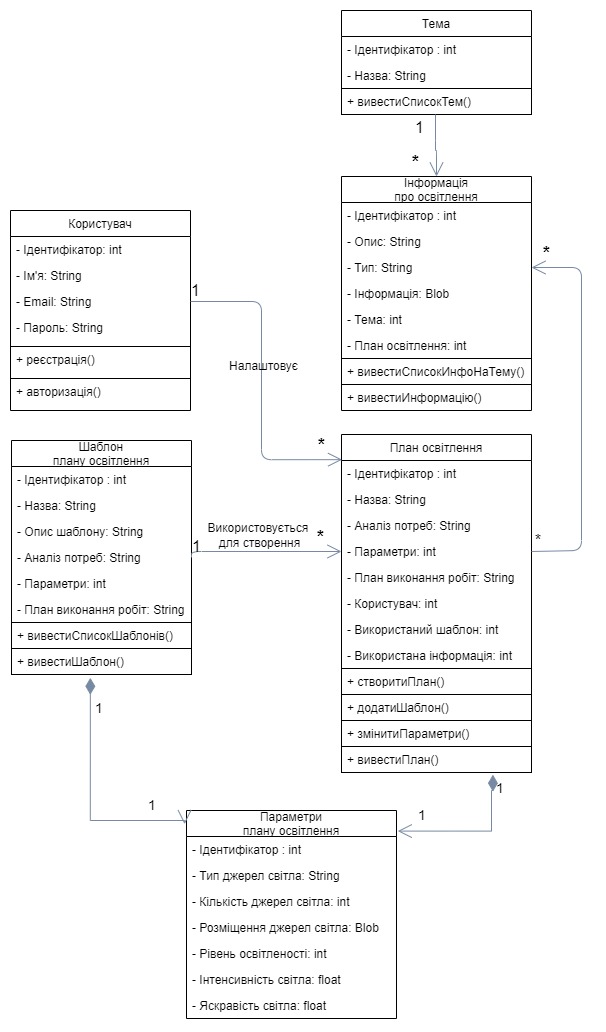 Тема
- Ідентифікатор : int
- Назва: String
+ вивестиСписокТем()
1
*
Інформація
про освітлення
- Ідентифікатор : int
- Опис: String
- Тип: String
- Інформація: Blob
- Тема: int
- План освітлення: int
+ вивестиСписокИнфоНаТему()
+ вивестиИнформацію()
*
Користувач
- Ідентифікатор: int
- Ім'я: String
- Email: String
- Пароль: String
+ реєстрація()
+ авторизація()
1
Налаштовує
*
Шаблон
плану освітлення
- Ідентифікатор : int
- Назва: String
- Опис шаблону: String
- Аналіз потреб: String
- Параметри: int
- План виконання робіт: String
+ вивестиСписокШаблонів()
+ вивестиШаблон()
1
Використовується
для створення
*
План освітлення
- Ідентифікатор : int
- Назва: String
- Аналіз потреб: String
- Параметри: int
- План виконання робіт: String
- Користувач: int
- Використаний шаблон: int
- Використана інформація: int
+ створитиПлан()
+ додатиШаблон()
+ змінитиПараметри()
+ вивестиПлан()
*
1
1
1
1
Параметри
плану освітлення
- Ідентифікатор : int
- Тип джерел світла: String
- Кількість джерел світла: int
- Розміщення джерел світла: Blob
- Рівень освітленості: int
- Інтенсивність світла: float
- Яскравість світла: float